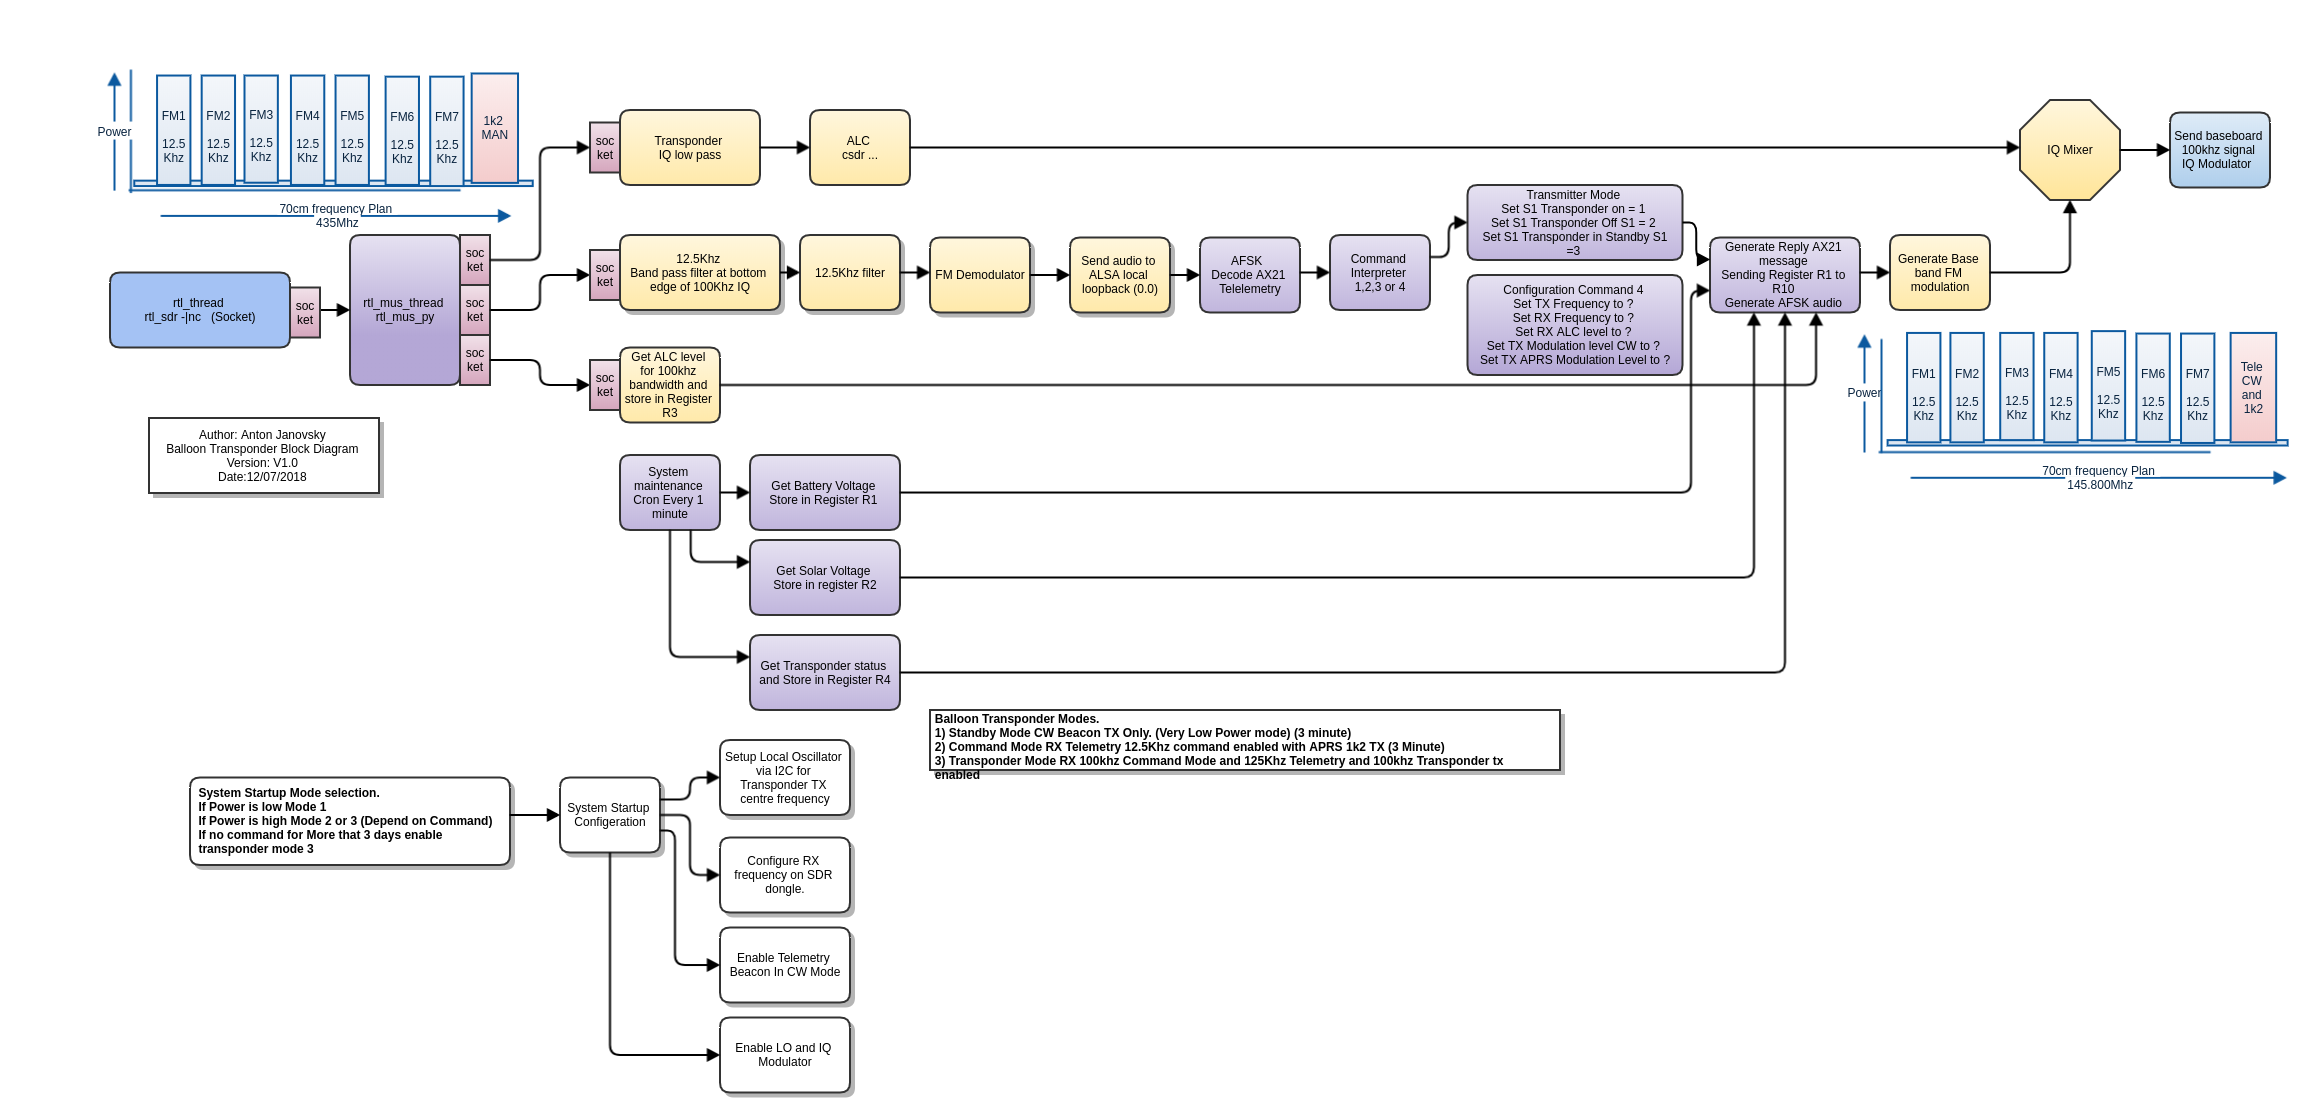 Power
FM1
12.5
Khz
FM2
12.5
Khz
FM3
12.5
Khz
FM4
12.5
Khz
FM5
12.5
Khz
FM6
12.5
Khz
FM7
12.5
Khz
1k2
MAN
70cm frequency Plan
435Mhz
soc
ket
Transponder
IQ low pass
ALC
csdr ...
IQ Mixer
Send baseboard
100khz signal
IQ Modulator
rtl_thread
rtl_sdr -|nc   (Socket)
soc
ket
rtl_mus_thread
rtl_mus_py
soc
ket
soc
ket
soc
ket
soc
ket
12.5Khz
Band pass filter at bottom
edge of 100Khz IQ
12.5Khz filter
FM Demodulator
Send audio to
ALSA local
loopback (0.0)
AFSK
Decode AX21
Telelemetry
Command
Interpreter
1,2,3 or 4
Transmitter Mode
Set S1 Transponder on = 1
Set S1 Transponder Off S1 = 2
Set S1 Transponder in Standby S1
=3
Configuration Command 4
Set TX Frequency to ?
Set RX Frequency to ?
Set RX ALC level to ?
Set TX Modulation level CW to ?
Set TX APRS Modulation Level to ?
Generate Reply AX21
message
Sending Register R1 to
R10
Generate AFSK audio
Generate Base
band FM
modulation
soc
ket
Get ALC level
for 100khz
bandwidth and
store in Register
R3
Power
FM1
12.5
Khz
FM2
12.5
Khz
FM3
12.5
Khz
FM4
12.5
Khz
FM5
12.5
Khz
FM6
12.5
Khz
FM7
12.5
Khz
Tele
CW
and
1k2
70cm frequency Plan
145.800Mhz
Author: Anton Janovsky
Balloon Transponder Block Diagram
Version: V1.0
Date:12/07/2018
System
maintenance
Cron Every 1
minute
Get Battery Voltage
Store in Register R1
Get Solar Voltage
Store in register R2
Get Transponder status
and Store in Register R4
Balloon Transponder Modes.
1) Standby Mode CW Beacon TX Only. (Very Low Power mode) (3 minute)
2) Command Mode RX Telemetry 12.5Khz command enabled with APRS 1k2 TX (3 Minute)
3) Transponder Mode RX 100khz Command Mode and 125Khz Telemetry and 100khz Transponder tx
enabled
System Startup Mode selection.
If Power is low Mode 1
If Power is high Mode 2 or 3 (Depend on Command)
If no command for More that 3 days enable
transponder mode 3
System Startup
Configeration
Setup Local Oscillator
via I2C for
Transponder TX
centre frequency
Configure RX
frequency on SDR
dongle.
Enable Telemetry
Beacon In CW Mode
Enable LO and IQ
Modulator